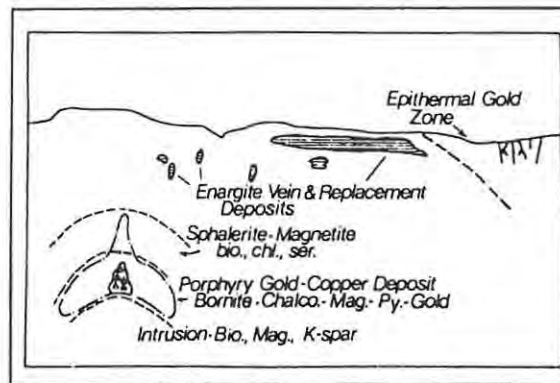 Epithermal Gold
Zone
Enargite Vein & Replacement
Deposits
Sphalerite-Magnetite
bio., chl., ser.
Porphyry Gold-Copper Deposit
Bornite-Chalco.-Mag.-Py.-Gold
Intrusion-Bio., Mag., K-spar